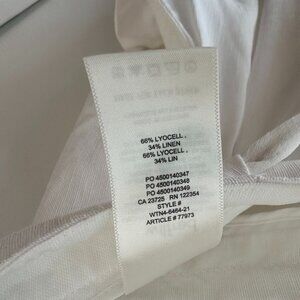 66% LYOCELL ,
34% LINEN
66% LYOCELL ,
34% LIN
PO 4500140347
PO 4500140348
PO 4500140349
CA 23725 RN 122354
STYLE #
WTN4-6464-21
ARTICLE # 77973